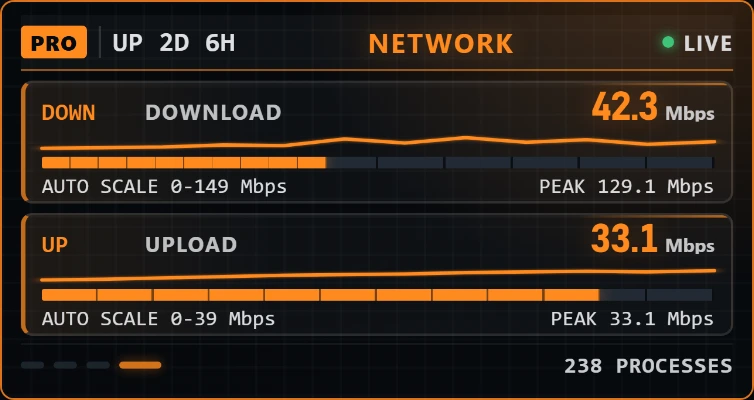 PRO UP 2D 6H NETWORK LIVE
DOWN DOWNLOAD 42.3 Mbps
AUTO SCALE 0-149 Mbps PEAK 129.1 Mbps
UP UPLOAD 33.1 Mbps
AUTO SCALE 0-39 Mbps PEAK 33.1 Mbps
238 PROCESSES